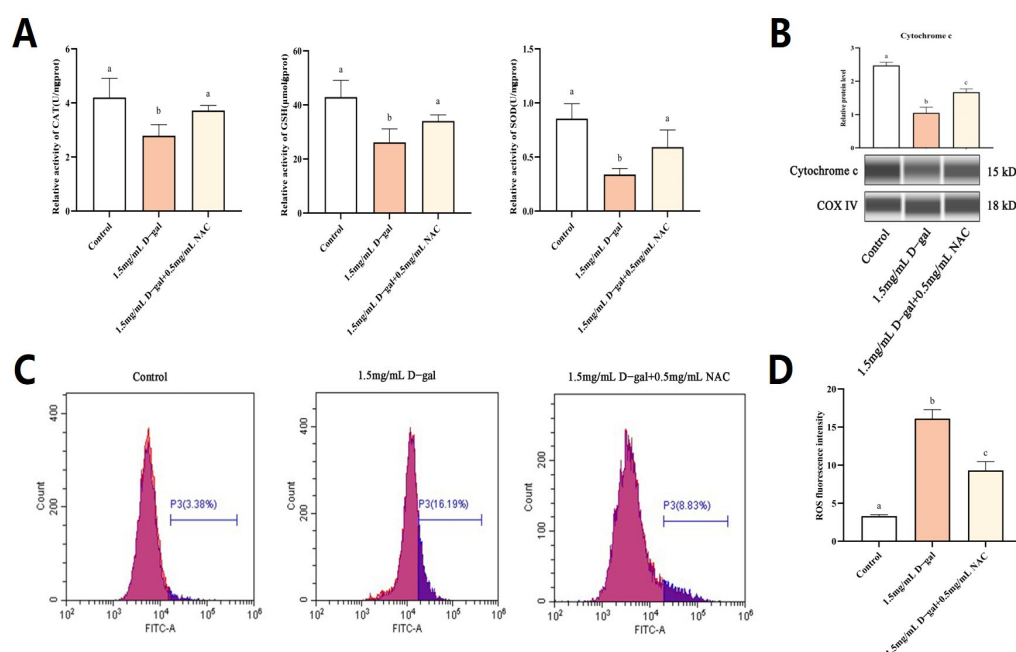 A
Relative activity of CAT(U/mgprot)
6
4
2
0
a
b
a
Control
1.5mg/mL D-gal
1.5mg/mL D-gal+0.5mg/mL NAC
Relative activity of GSH(μmol/gprot)
60
40
20
0
a
b
a
Control
1.5mg/mL D-gal
1.5mg/mL D-gal+0.5mg/mL NAC
Relative activity of SOD(U/mgprot)
1.5
1.0
0.5
0.0
a
b
a
Control
1.5mg/mL D-gal
1.5mg/mL D-gal+0.5mg/mL NAC
B
Cytochrome c
Relative protein level
3
2
1
0
a
b
c
Cytochrome c
15 kD
COX IV
18 kD
Control
1.5mg/mL D-gal
1.5mg/mL D-gal+0.5mg/mL NAC
C
Control
Count
400
200
0
P3(3.38%)
10² 10³ 10⁴ 10⁵ 10⁶
FITC-A
1.5mg/mL D-gal
Count
400
200
0
P3(16.19%)
10² 10³ 10⁴ 10⁵ 10⁶
FITC-A
1.5mg/mL D-gal+0.5mg/mL NAC
Count
200
100
0
P3(8.83%)
10² 10³ 10⁴ 10⁵ 10⁶
FITC-A
D
ROS fluorescence intensity
20
15
10
5
0
a
b
c
Control
1.5mg/mL D-gal
1.5mg/mL D-gal+0.5mg/mL NAC